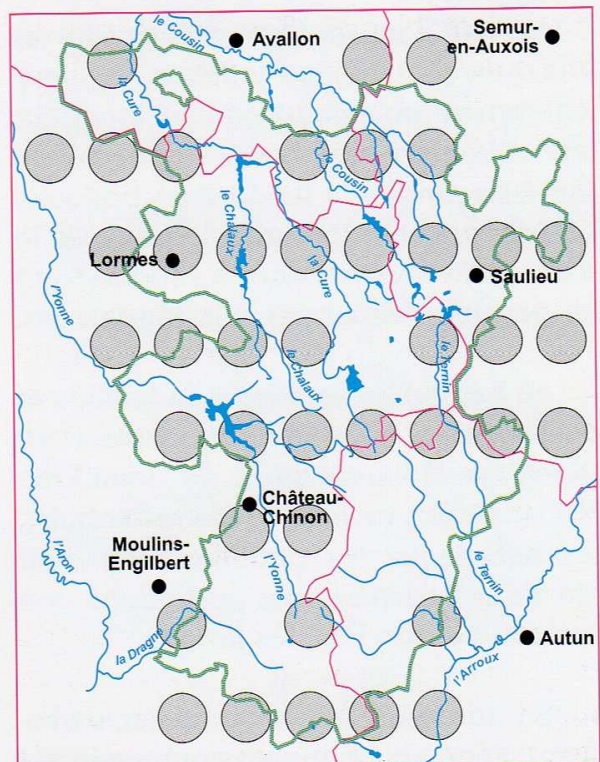 le Cousin
Avallon
Semur-
en-Auxois
la Cure
le Cousin
le Chalaux
Lormes
la Cure
Saulieu
l'Yonne
le Ternin
le Chalaux
Château-
Chinon
Moulins-
Engilbert
l'Aron
l'Yonne
le Ternin
la Dragne
Autun
l'Arroux